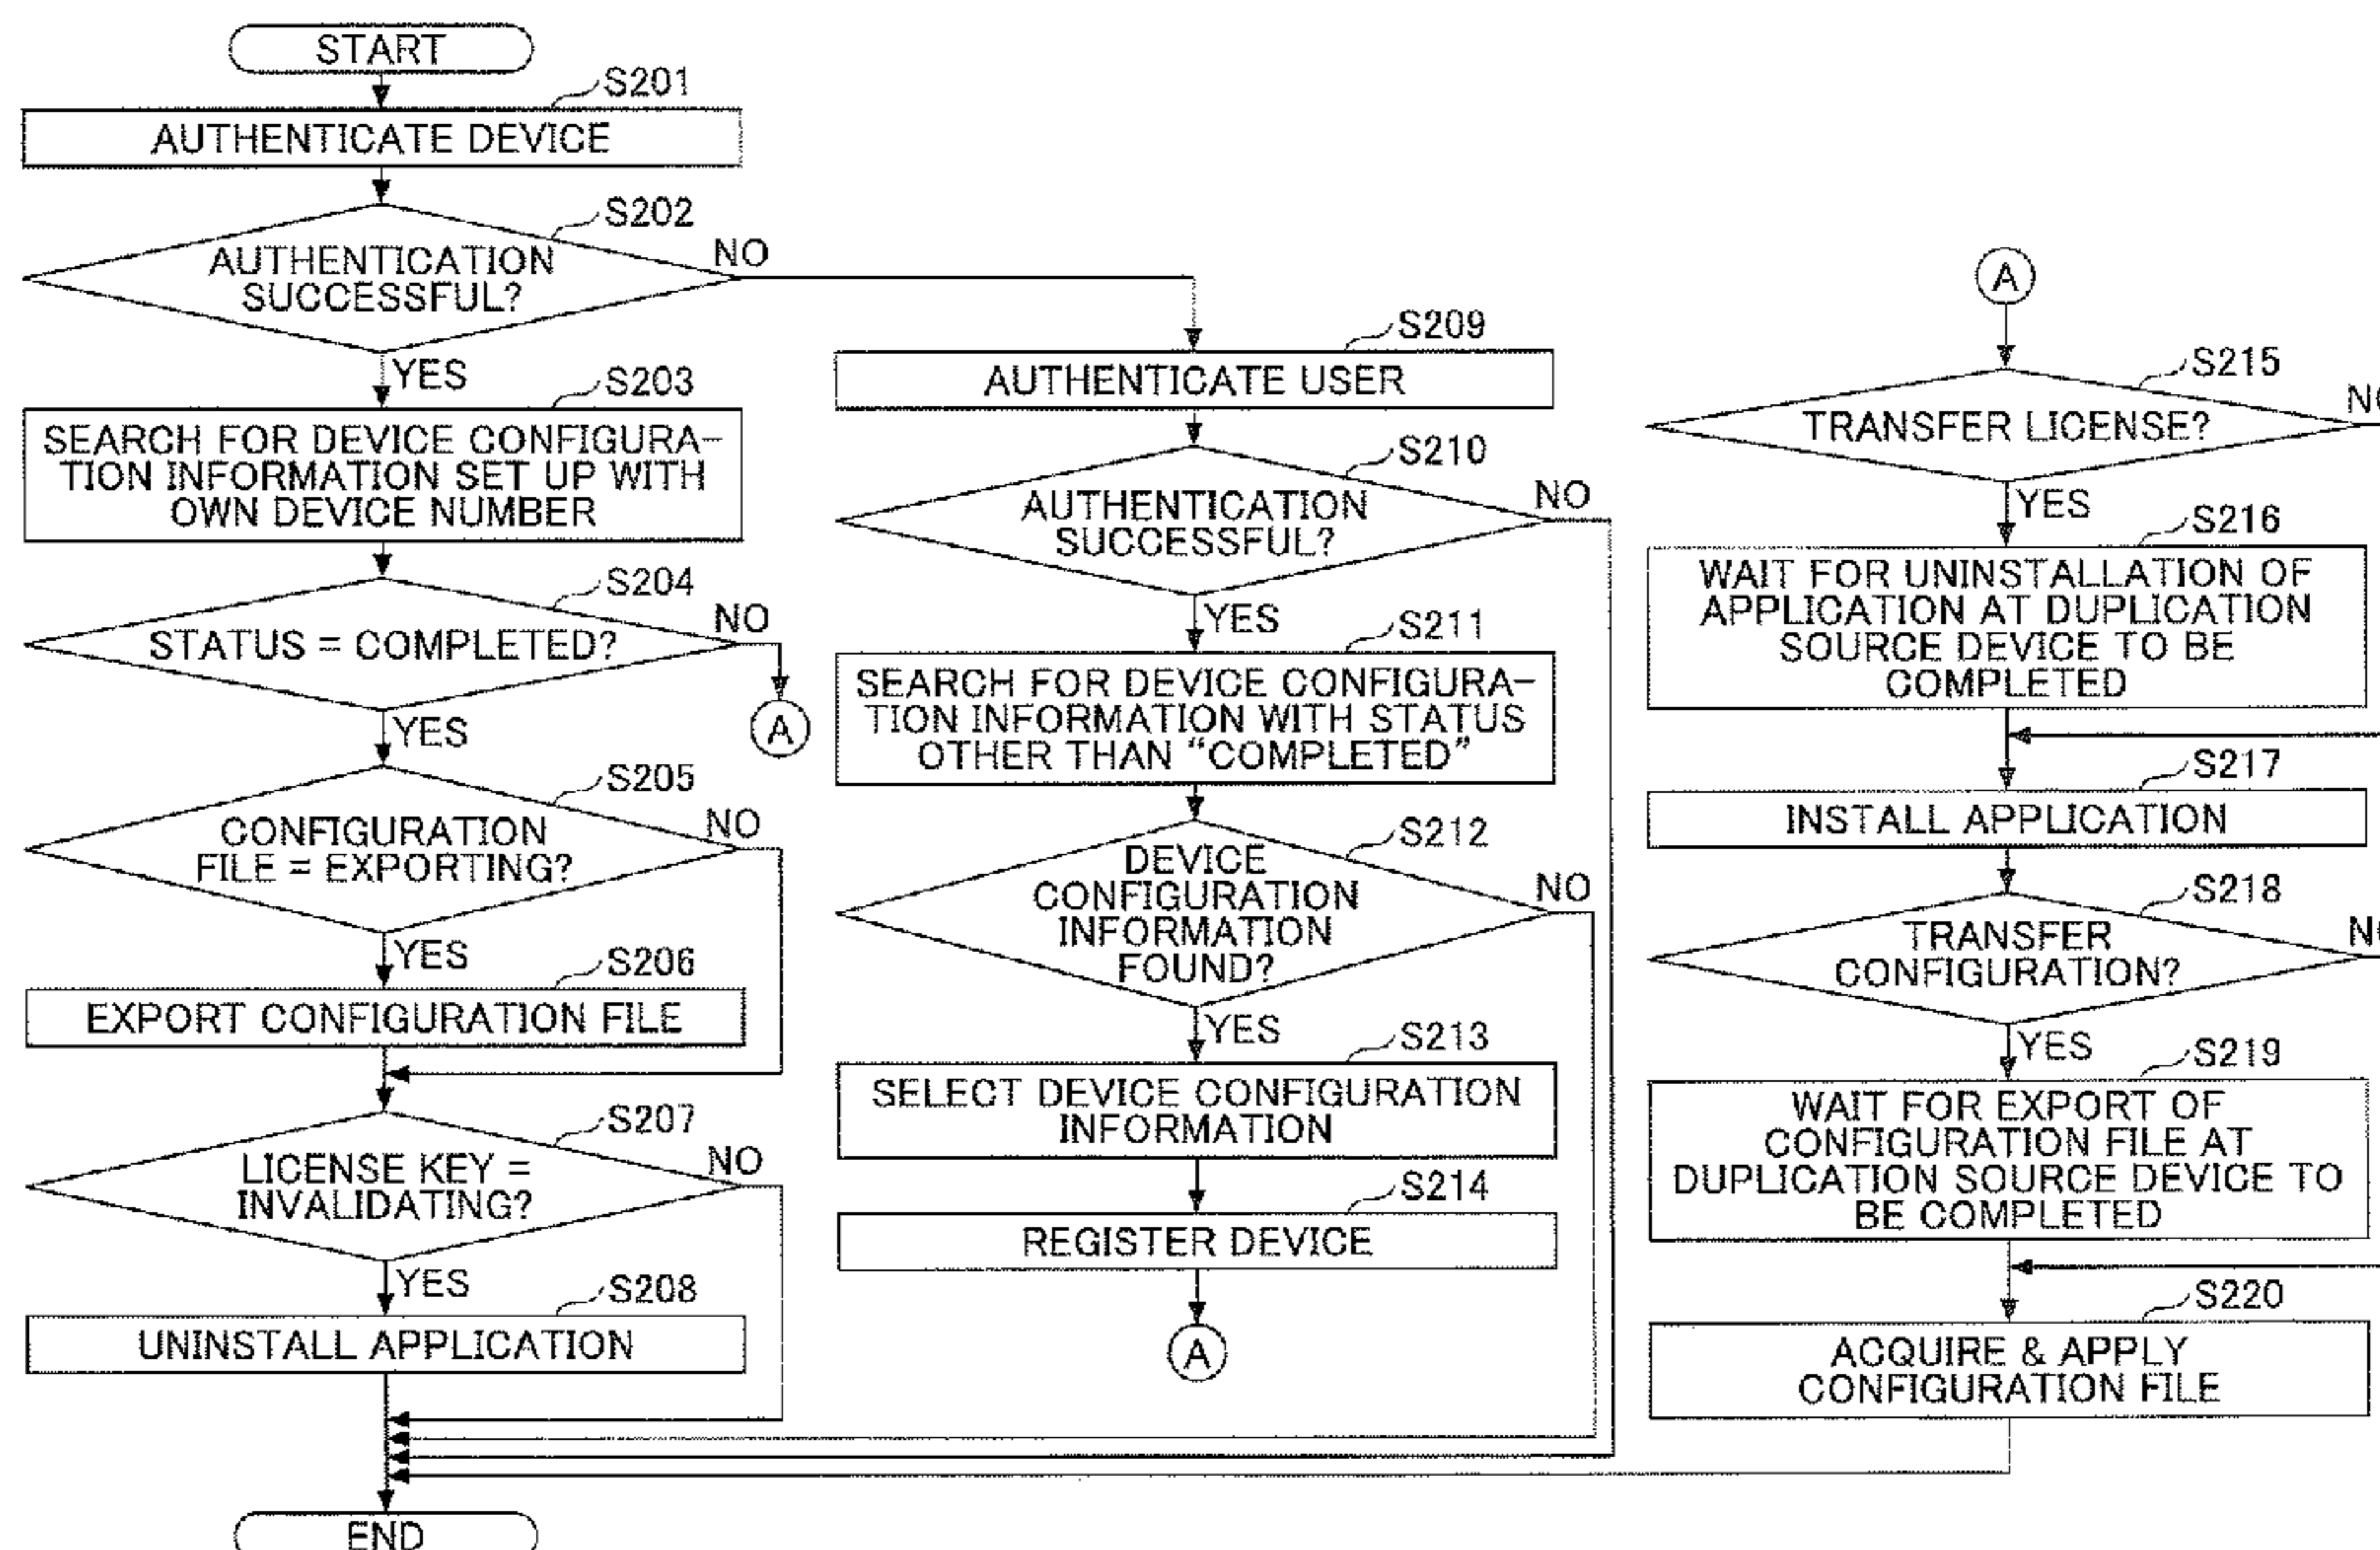 START
S201
AUTHENTICATE DEVICE
S202
AUTHENTICATION
SUCCESSFUL?
NO
YES
S203
SEARCH FOR DEVICE CONFIGURA-
TION INFORMATION SET UP WITH
OWN DEVICE NUMBER
S204
STATUS = COMPLETED?
NO
A
YES
S205
CONFIGURATION
FILE = EXPORTING?
NO
YES
S206
EXPORT CONFIGURATION FILE
S207
LICENSE KEY =
INVALIDATING?
NO
YES
S208
UNINSTALL APPLICATION
END
S209
AUTHENTICATE USER
S210
AUTHENTICATION
SUCCESSFUL?
NO
YES
S211
SEARCH FOR DEVICE CONFIGURA-
TION INFORMATION WITH STATUS
OTHER THAN “COMPLETED”
S212
DEVICE
CONFIGURATION
INFORMATION
FOUND?
NO
YES
S213
SELECT DEVICE CONFIGURATION
INFORMATION
S214
REGISTER DEVICE
A
A
S215
TRANSFER LICENSE?
NO
YES
S216
WAIT FOR UNINSTALLATION OF
APPLICATION AT DUPLICATION
SOURCE DEVICE TO BE
COMPLETED
S217
INSTALL APPLICATION
S218
TRANSFER
CONFIGURATION?
NO
YES
S219
WAIT FOR EXPORT OF
CONFIGURATION FILE AT
DUPLICATION SOURCE DEVICE TO
BE COMPLETED
S220
ACQUIRE & APPLY
CONFIGURATION FILE